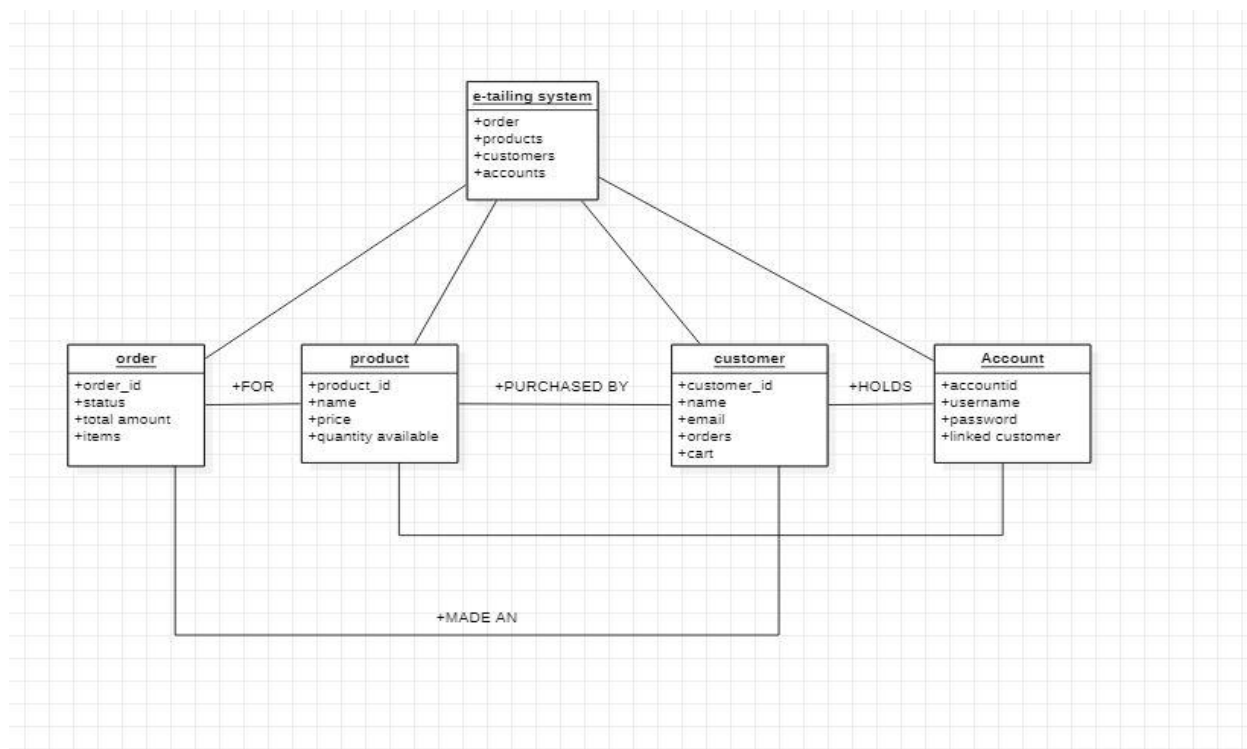 e-tailing system
+order
+products
+customers
+accounts
order
+order_id
+status
+total amount
+items
+FOR
product
+product_id
+name
+price
+quantity available
+PURCHASED BY
customer
+customer_id
+name
+email
+orders
+cart
+HOLDS
Account
+accountid
+username
+password
+linked customer
+MADE AN